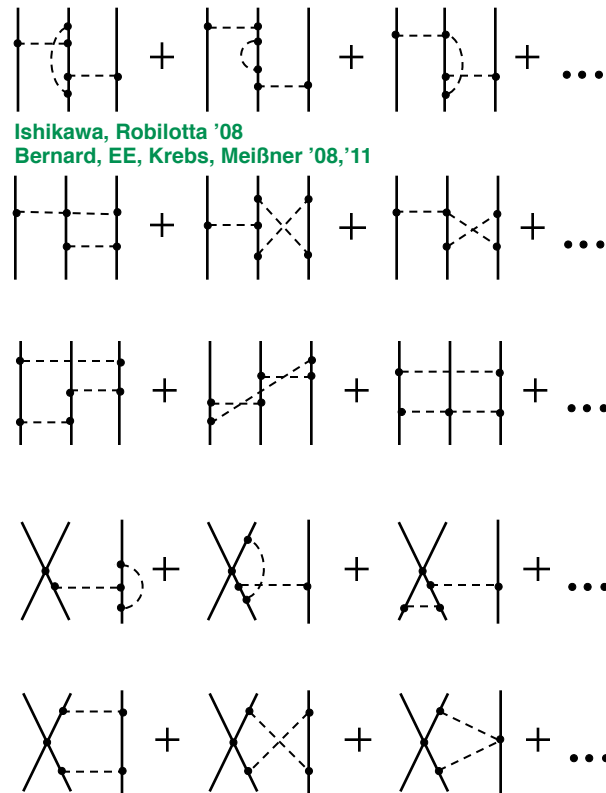 Ishikawa, Robilotta '08
Bernard, EE, Krebs, Meißner '08,'11